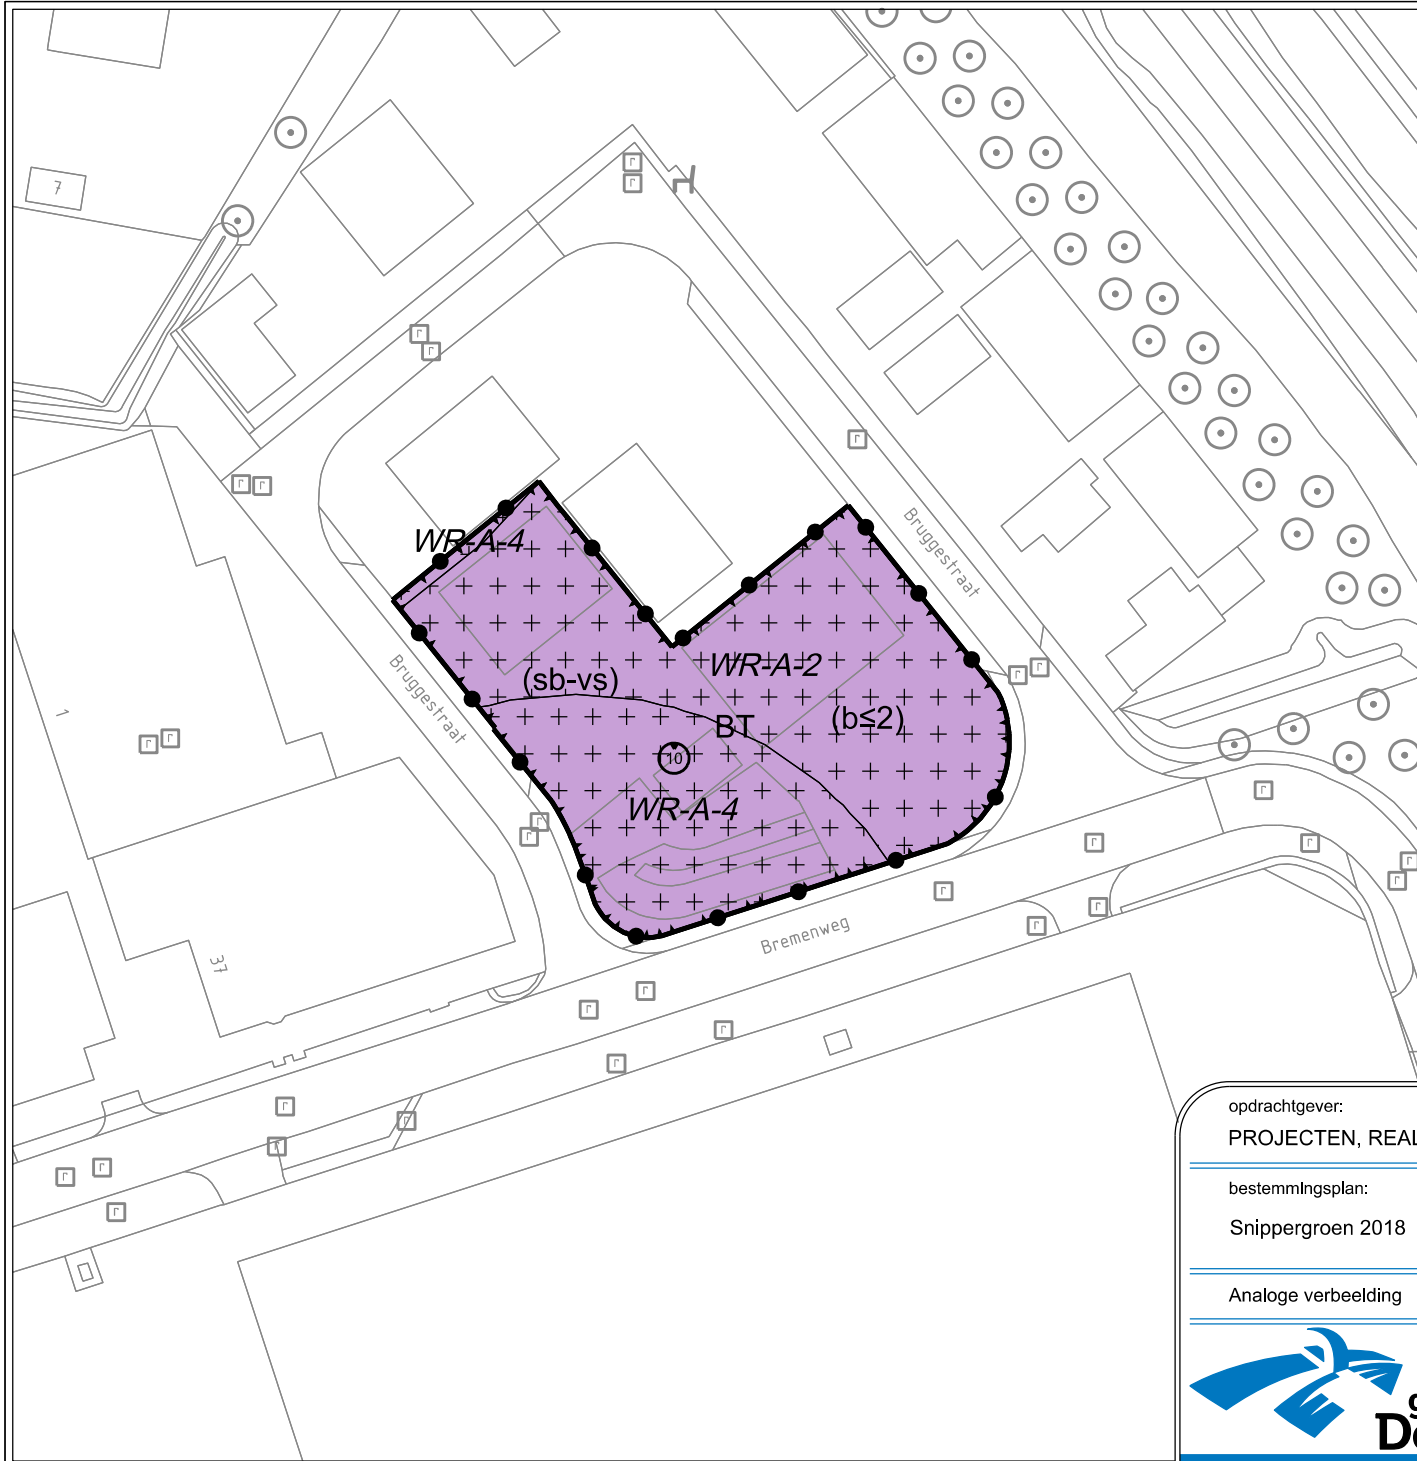 7
WR-A-4
Bruggestraat
WR-A-2
(sb-vs)
Bruggestraat
(b≤2)
BT
1
10
WR-A-4
Bremenweg
37
opdrachtgever:
PROJECTEN, REAL
bestemmingsplan:
Snippergroen 2018
Analoge verbeelding